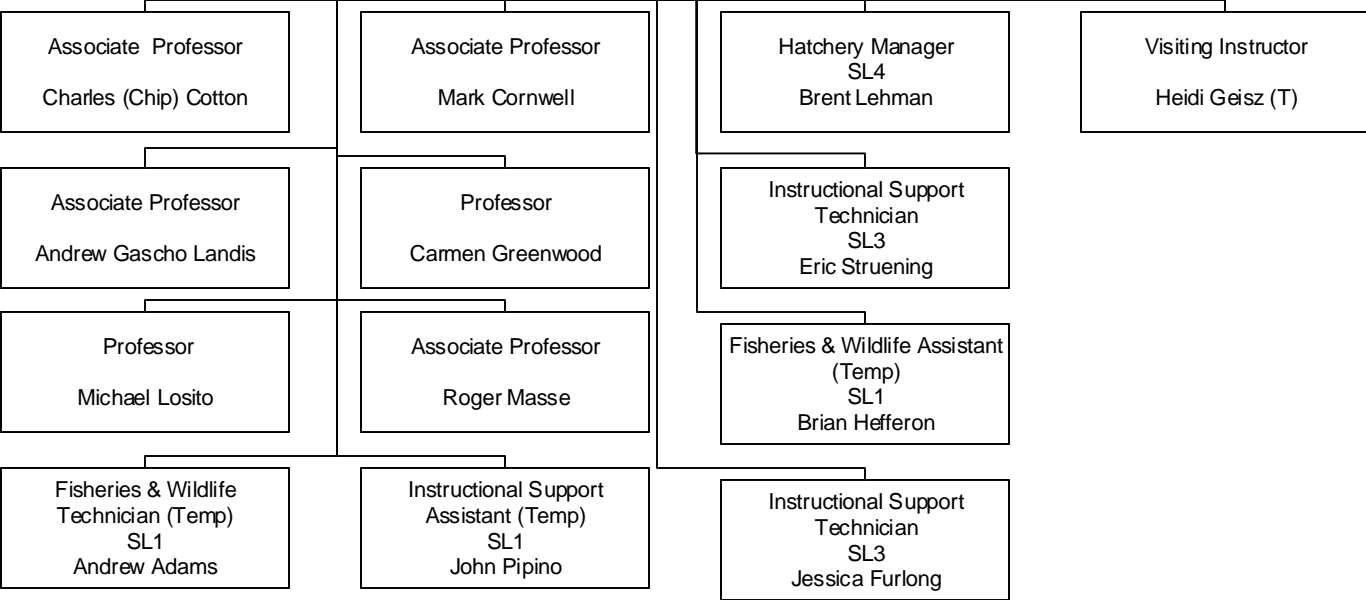 Associate Professor
Charles (Chip) Cotton
Associate Professor
Mark Cornwell
Hatchery Manager
SL4
Brent Lehman
Visiting Instructor
Heidi Geisz (T)
Associate Professor
Andrew Gascho Landis
Professor
Carmen Greenwood
Instructional Support
Technician
SL3
Eric Struening
Professor
Michael Losito
Associate Professor
Roger Masse
Fisheries & Wildlife Assistant
(Temp)
SL1
Brian Hefferon
Fisheries & Wildlife
Technician (Temp)
SL1
Andrew Adams
Instructional Support
Assistant (Temp)
SL1
John Pipino
Instructional Support
Technician
SL3
Jessica Furlong